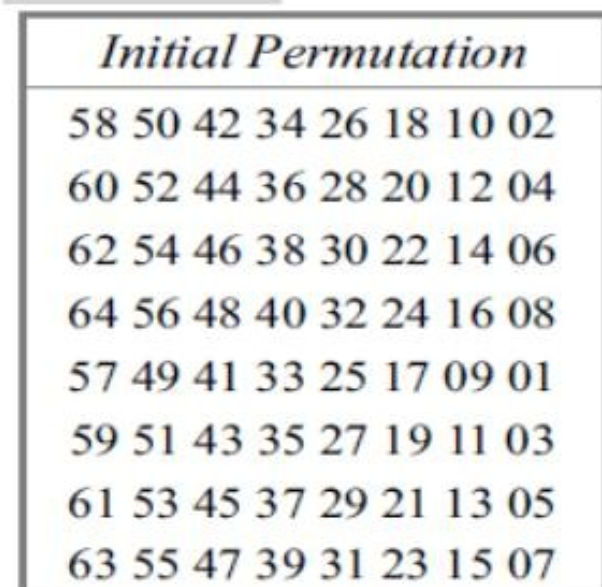 Initial Permutation
58 50 42 34 26 18 10 02
60 52 44 36 28 20 12 04
62 54 46 38 30 22 14 06
64 56 48 40 32 24 16 08
57 49 41 33 25 17 09 01
59 51 43 35 27 19 11 03
61 53 45 37 29 21 13 05
63 55 47 39 31 23 15 07